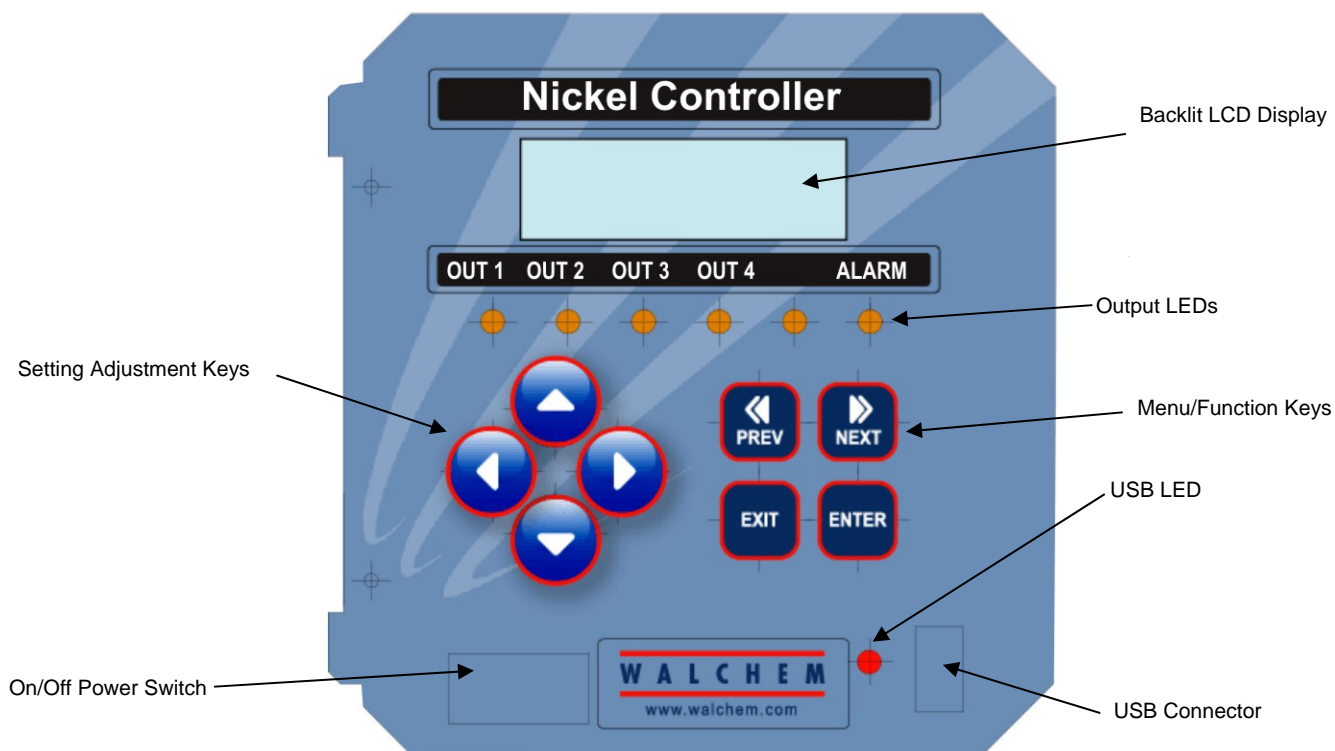 Nickel Controller
Backlit LCD Display
OUT 1 OUT 2 OUT 3 OUT 4 ALARM
Output LEDs
Setting Adjustment Keys
PREV NEXT
Menu/Function Keys
USB LED
EXIT ENTER
On/Off Power Switch
WALCHEM
www.walchem.com
USB Connector